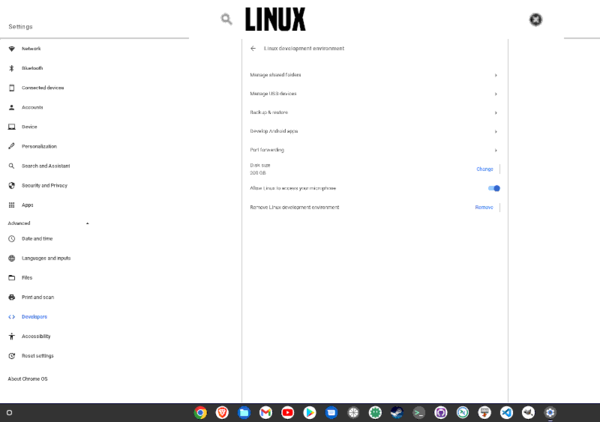 Settings
LINUX
Network
Bluetooth
Connected devices
Accounts
Device
Personalization
Search and Assistant
Security and Privacy
Apps
Advanced
Date and time
Languages and inputs
Files
Print and scan
Developers
Accessibility
Reset settings
About Chrome OS
Linux development environment
Manage shared folders
Manage USB devices
Backup & restore
Develop Android apps
Port forwarding
Disk size
Change
Allow Linux to access your microphone
Remove Linux development environment
Remove